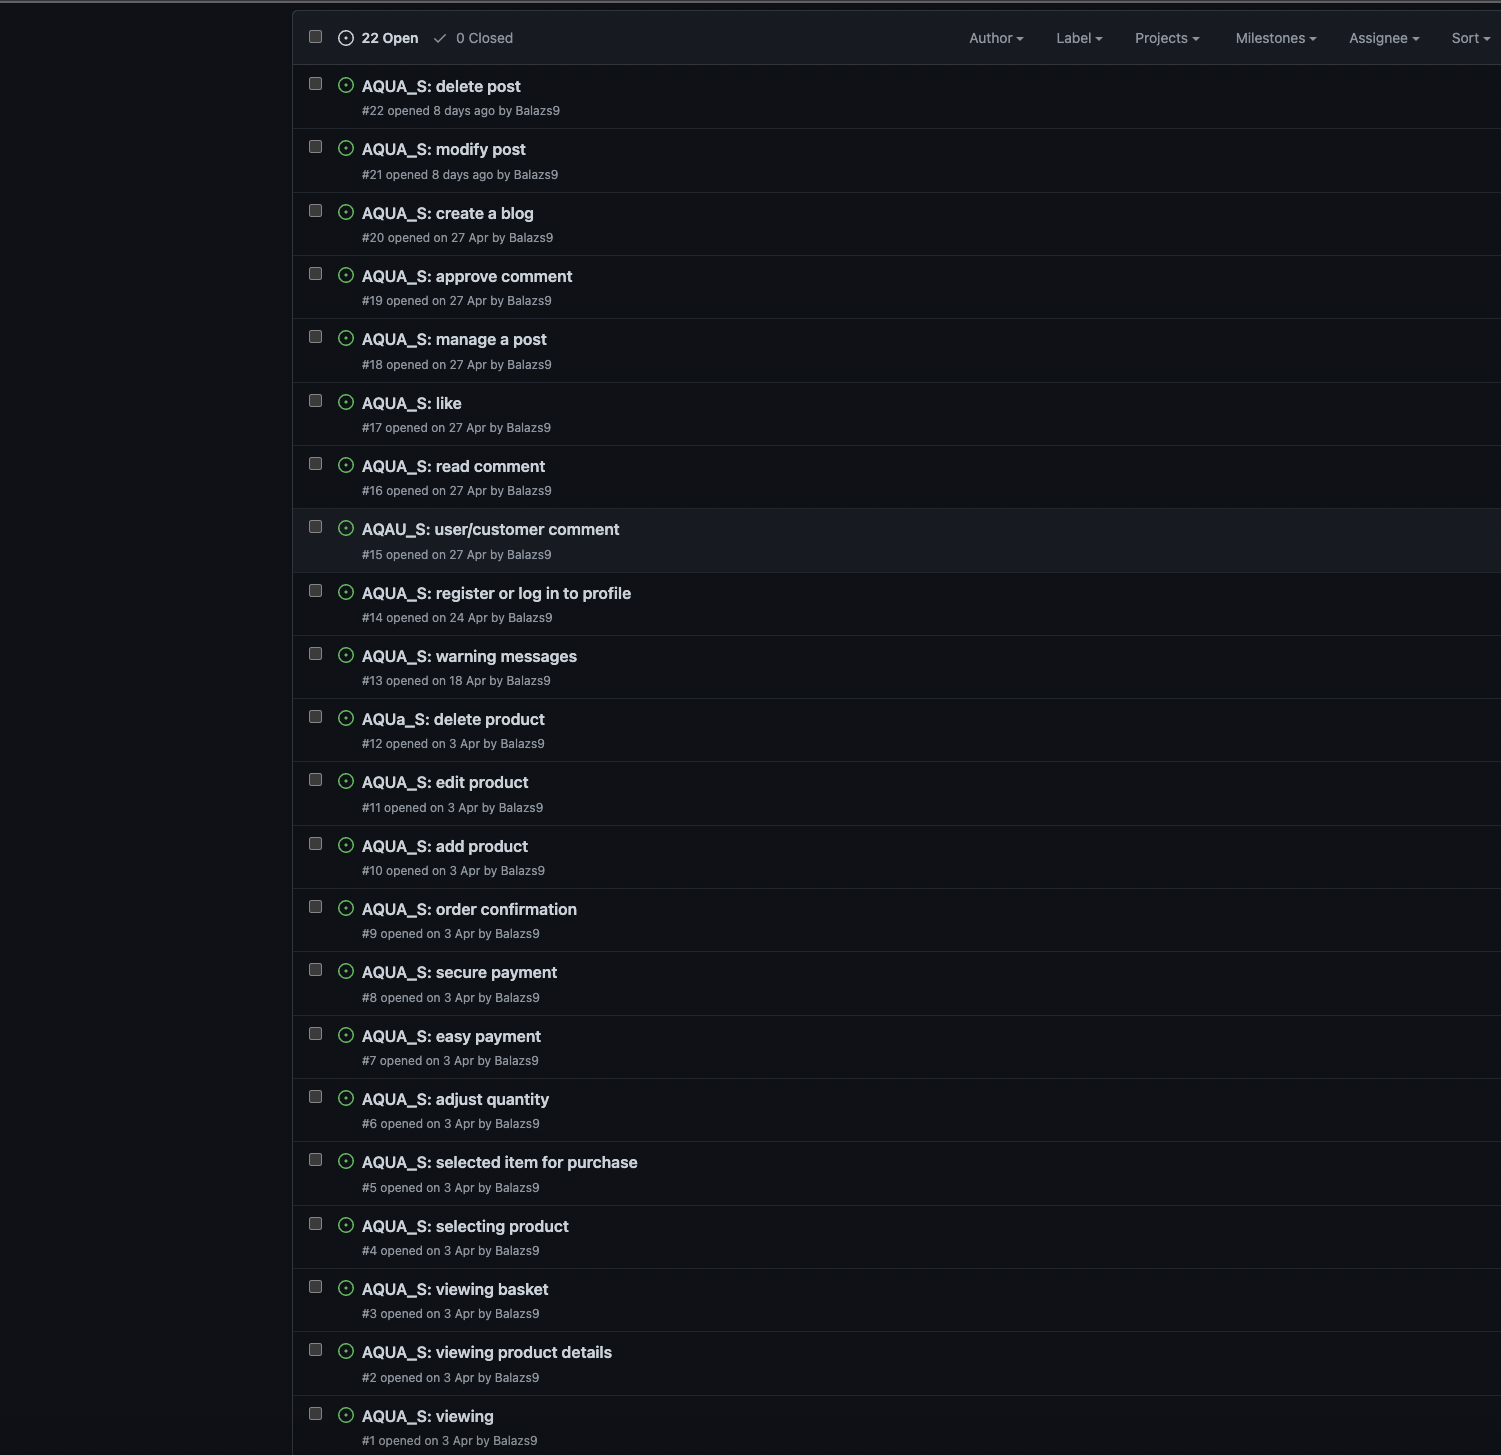 22 Open 0 Closed Author Label Projects Milestones Assignee Sort
AQUA_S: delete post
#22 opened 8 days ago by Balazs9
AQUA_S: modify post
#21 opened 8 days ago by Balazs9
AQUA_S: create a blog
#20 opened on 27 Apr by Balazs9
AQUA_S: approve comment
#19 opened on 27 Apr by Balazs9
AQUA_S: manage a post
#18 opened on 27 Apr by Balazs9
AQUA_S: like
#17 opened on 27 Apr by Balazs9
AQUA_S: read comment
#16 opened on 27 Apr by Balazs9
AQAU_S: user/customer comment
#15 opened on 27 Apr by Balazs9
AQUA_S: register or log in to profile
#14 opened on 24 Apr by Balazs9
AQUA_S: warning messages
#13 opened on 18 Apr by Balazs9
AQUa_S: delete product
#12 opened on 3 Apr by Balazs9
AQUA_S: edit product
#11 opened on 3 Apr by Balazs9
AQUA_S: add product
#10 opened on 3 Apr by Balazs9
AQUA_S: order confirmation
#9 opened on 3 Apr by Balazs9
AQUA_S: secure payment
#8 opened on 3 Apr by Balazs9
AQUA_S: easy payment
#7 opened on 3 Apr by Balazs9
AQUA_S: adjust quantity
#6 opened on 3 Apr by Balazs9
AQUA_S: selected item for purchase
#5 opened on 3 Apr by Balazs9
AQUA_S: selecting product
#4 opened on 3 Apr by Balazs9
AQUA_S: viewing basket
#3 opened on 3 Apr by Balazs9
AQUA_S: viewing product details
#2 opened on 3 Apr by Balazs9
AQUA_S: viewing
#1 opened on 3 Apr by Balazs9